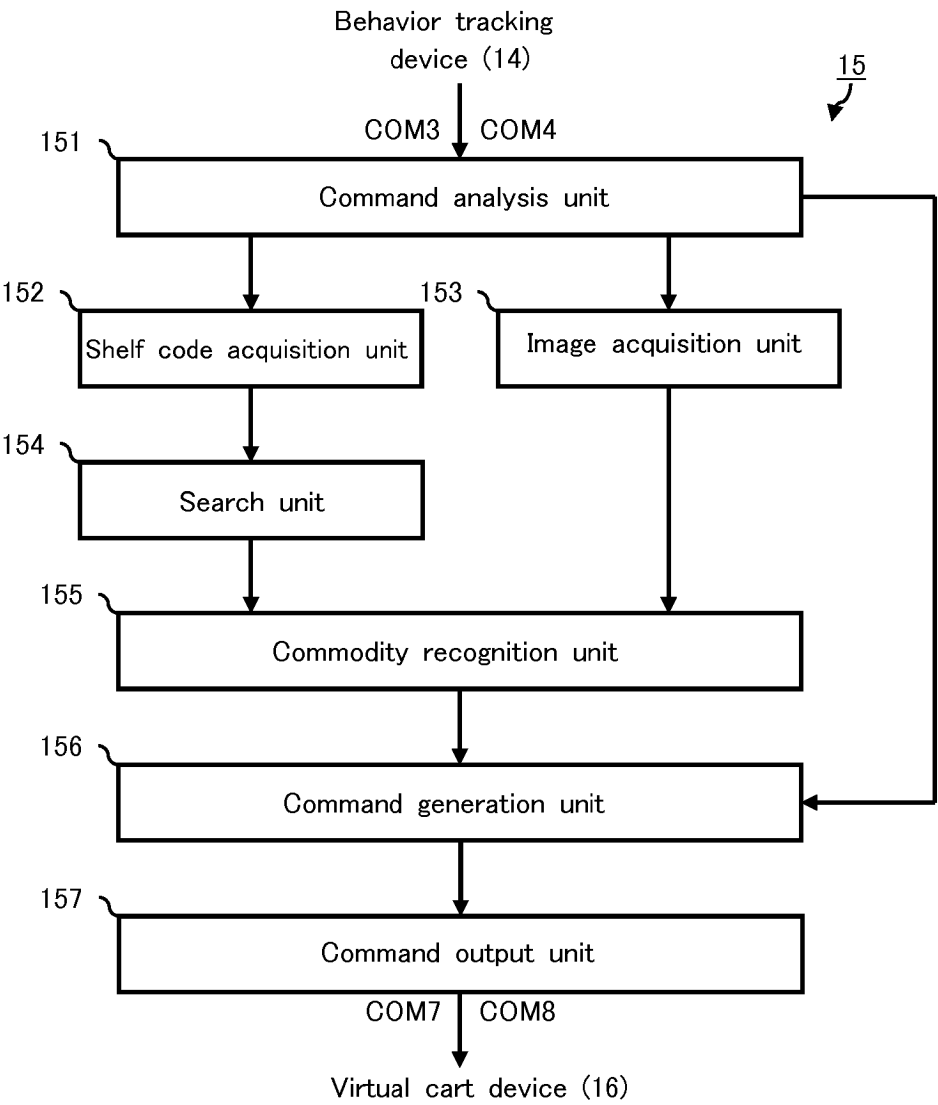 Behavior tracking
device (14)
15
COM3 COM4
151
Command analysis unit
152
153
Shelf code acquisition unit
Image acquisition unit
154
Search unit
155
Commodity recognition unit
156
Command generation unit
157
Command output unit
COM7 COM8
Virtual cart device (16)